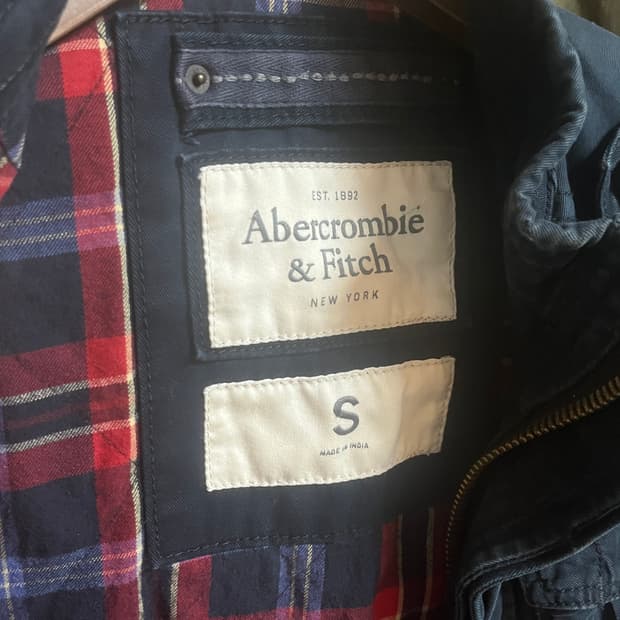 EST. 1892
Abercrombie
& Fitch
NEW YORK
S
MADE IN INDIA